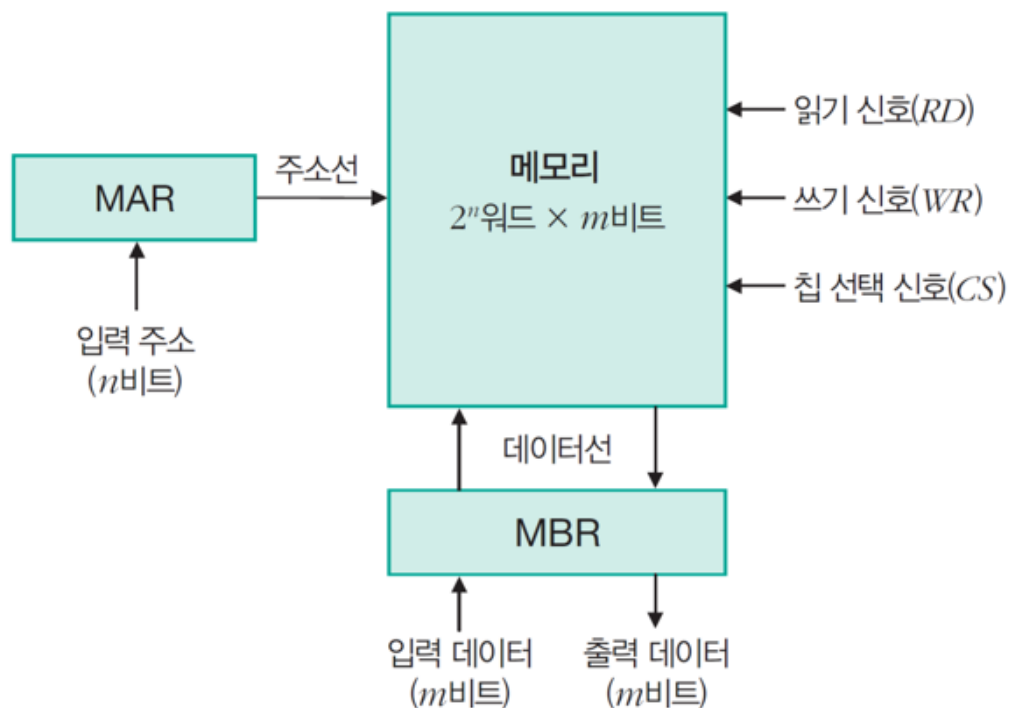 메모리
2ⁿ워드 × m비트
MAR
주소선
읽기 신호(RD)
쓰기 신호(WR)
칩 선택 신호(CS)
입력 주소
(n비트)
데이터선
MBR
입력 데이터
(m비트)
출력 데이터
(m비트)